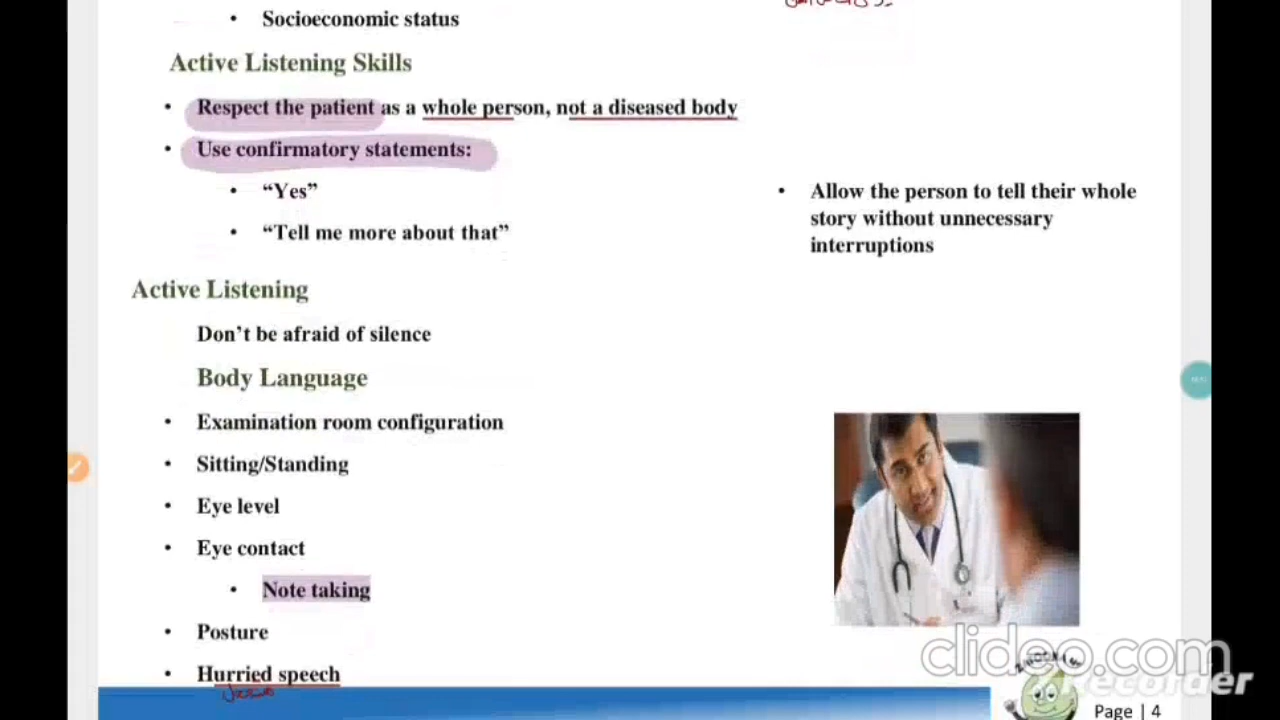 • Socioeconomic status
Active Listening Skills
• Respect the patient as a whole person, not a diseased body
• Use confirmatory statements:
• “Yes”
• “Tell me more about that”
• Allow the person to tell their whole
story without unnecessary
interruptions
Active Listening
Don’t be afraid of silence
Body Language
• Examination room configuration
• Sitting/Standing
• Eye level
• Eye contact
• Note taking
• Posture
• Hurried speech
clideo.com
Recorder
Page | 4